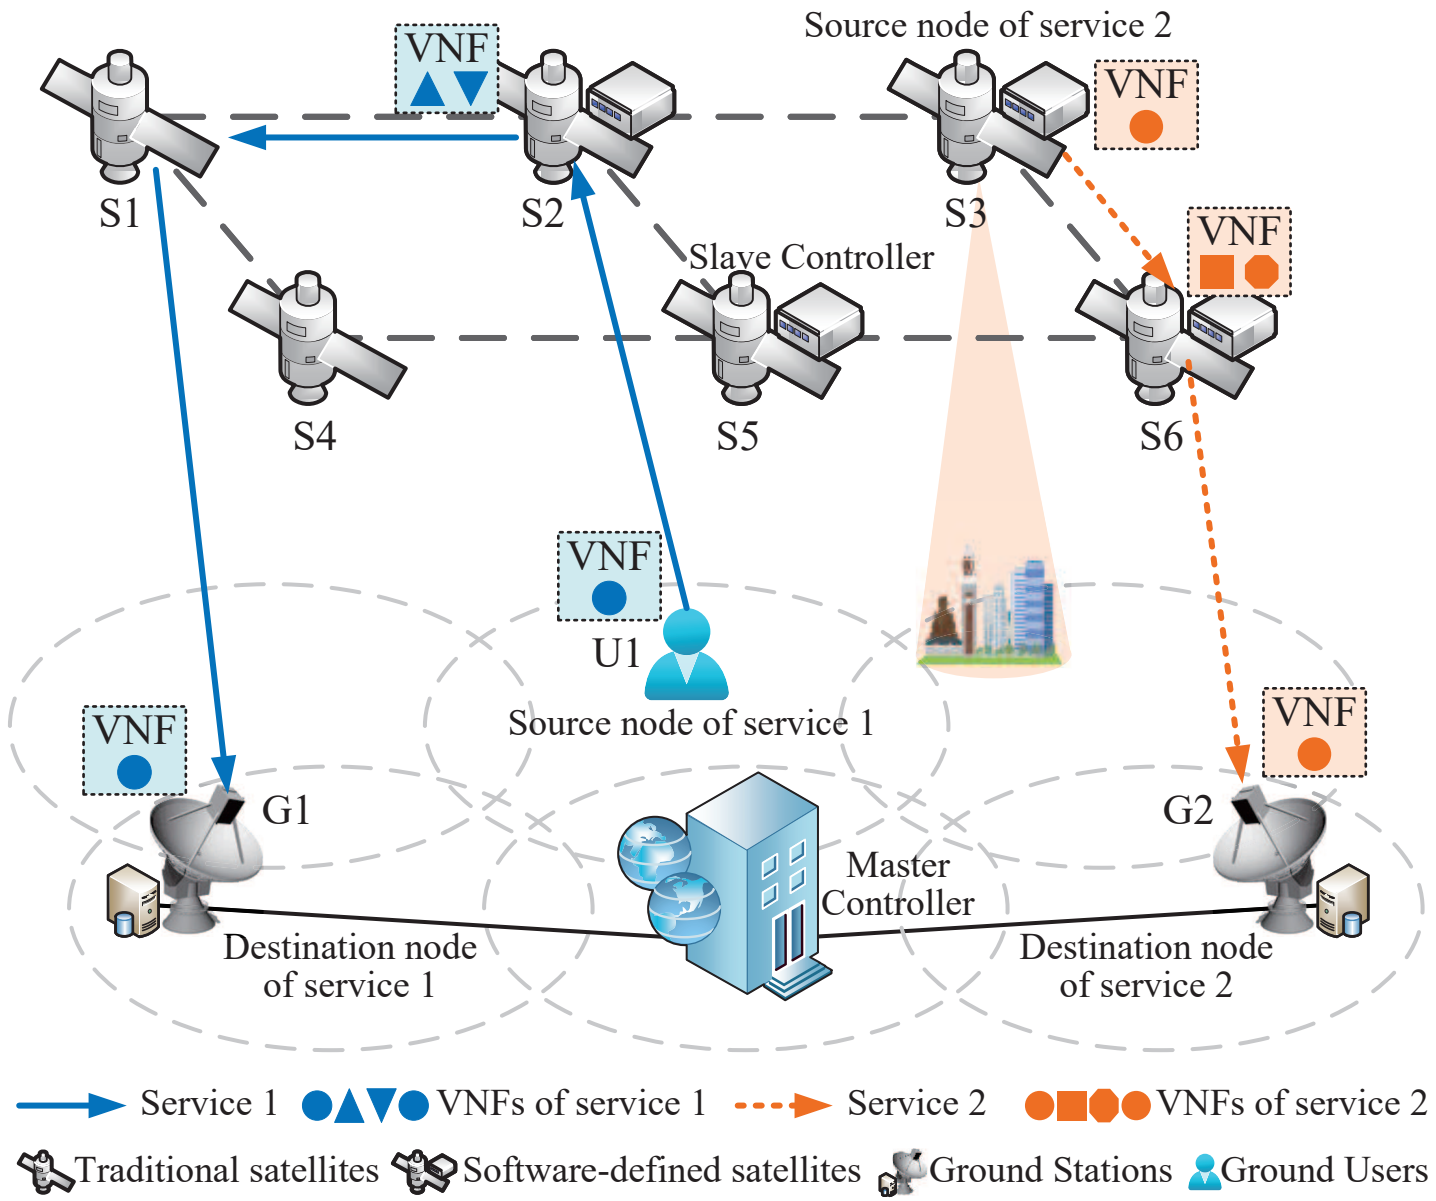 Source node of service 2
VNF
VNF
S1
S2
S3
VNF
Slave Controller
S4
S5
S6
VNF
U1
Source node of service 1
VNF
VNF
G1
G2
Master
Controller
Destination node
of service 1
Destination node
of service 2
Service 1
VNFs of service 1
Service 2
VNFs of service 2
Traditional satellites
Software-defined satellites
Ground Stations
Ground Users